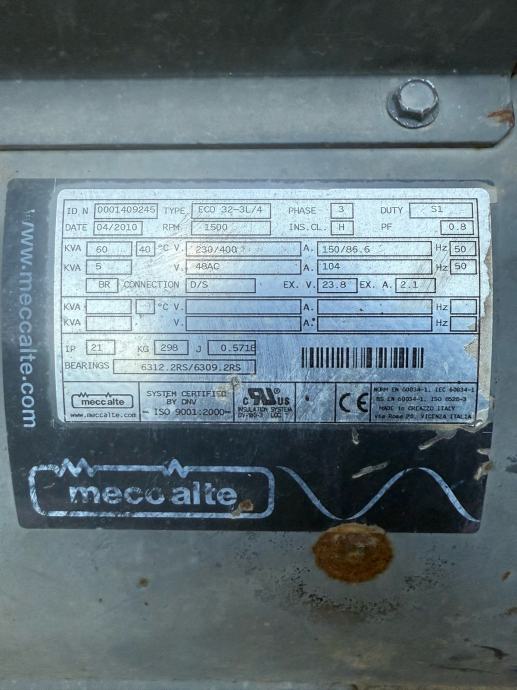 www.meccalte.com
ID N 0001409245 TYPE ECO 32-3L/4 PHASE 3 DUTY S1
DATE 04/2010 RPM 1500 INS.CL. H PF 0.8
KVA 60 40 °C V. 230/400 A. 150/86.6 Hz 50
KVA 5 V. 48AC A. 104 Hz 50
BR CONNECTION D/S EX. V. 23.8 EX. A. 2.1
KVA °C V. A. Hz
KVA V. A. Hz
IP 21 KG 298 J 0.5718
BEARINGS 6312.2RS/6309.2RS
meccalte
www.meccalte.com
SYSTEM CERTIFIED
BY DNV
- ISO 9001:2000-
C UR US
INSULATION SYSTEM
CE
NORM EN 60034-1, IEC 60034-1
BS EN 60034-1, ISO 8528-3
MADE in CREAZZO ITALY
via Roma 20, VICENZA ITALIA
meccalte